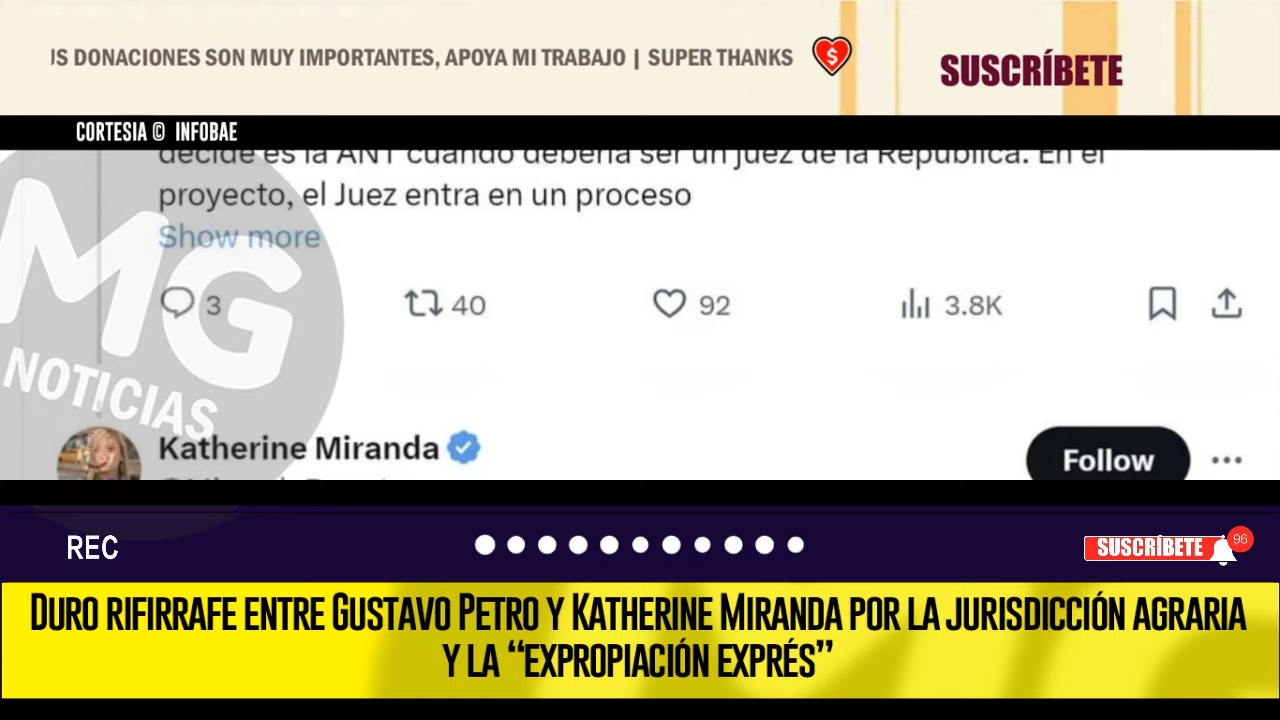 US DONACIONES SON MUY IMPORTANTES, APOYA MI TRABAJO | SUPER THANKS
SUSCRÍBETE
CORTESIA © INFOBAE
decide es la ANT cuando debería ser un juez de la República. En el
proyecto, el Juez entra en un proceso
Show more
3 40 92 3.8K
MG
NOTICIAS
Katherine Miranda
Follow
REC
SUSCRÍBETE
96
DURO RIFIRRAFE ENTRE GUSTAVO PETRO Y KATHERINE MIRANDA POR LA JURISDICCIÓN AGRARIA
Y LA “EXPROPIACIÓN EXPRÉS”